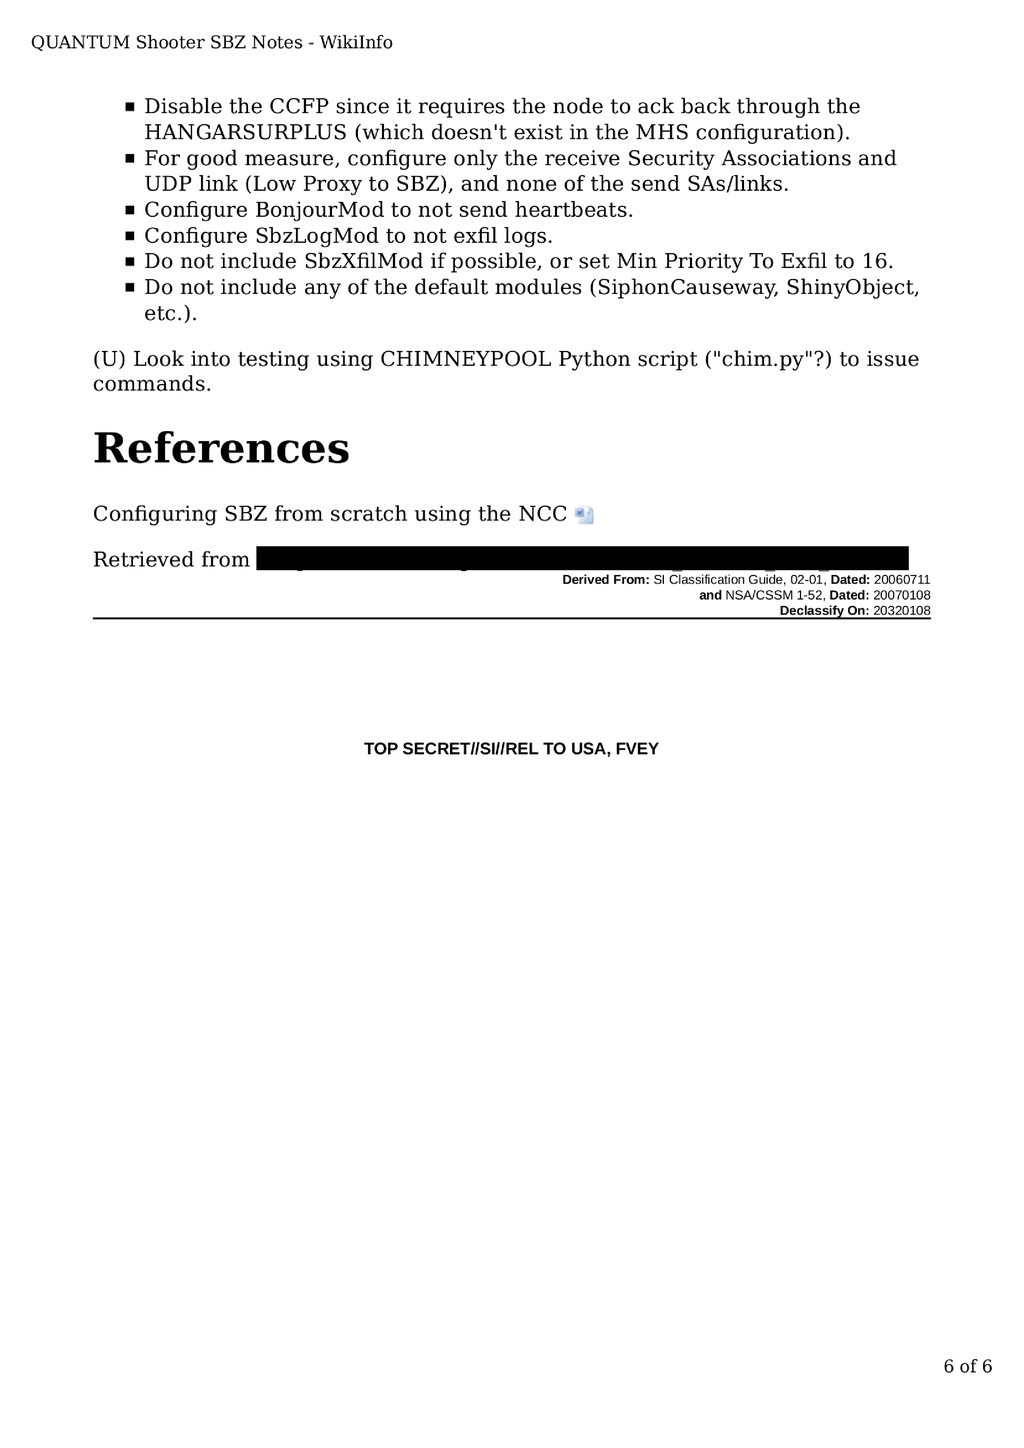 QUANTUM Shooter SBZ Notes - WikiInfo
▪ Disable the CCFP since it requires the node to ack back through the
HANGARSURPLUS (which doesn't exist in the MHS configuration).
▪ For good measure, configure only the receive Security Associations and
UDP link (Low Proxy to SBZ), and none of the send SAs/links.
▪ Configure BonjourMod to not send heartbeats.
▪ Configure SbzLogMod to not exfil logs.
▪ Do not include SbzXfilMod if possible, or set Min Priority To Exfil to 16.
▪ Do not include any of the default modules (SiphonCauseway, ShinyObject,
etc.).
(U) Look into testing using CHIMNEYPOOL Python script ("chim.py"?) to issue
commands.
References
Configuring SBZ from scratch using the NCC
Retrieved from
Derived From: SI Classification Guide, 02-01, Dated: 20060711
and NSA/CSSM 1-52, Dated: 20070108
Declassify On: 20320108
TOP SECRET//SI//REL TO USA, FVEY
6 of 6